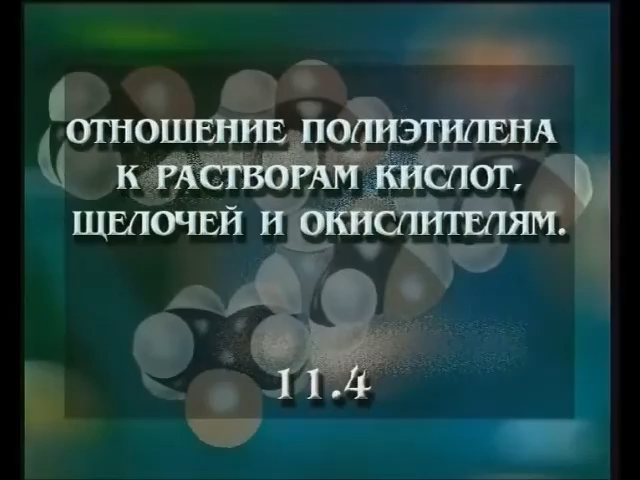 ОТНОШЕНИЕ ПОЛИЭТИЛЕНА
К РАСТВОРАМ КИСЛОТ,
ЩЕЛОЧЕЙ И ОКИСЛИТЕЛЯМ.
11.4